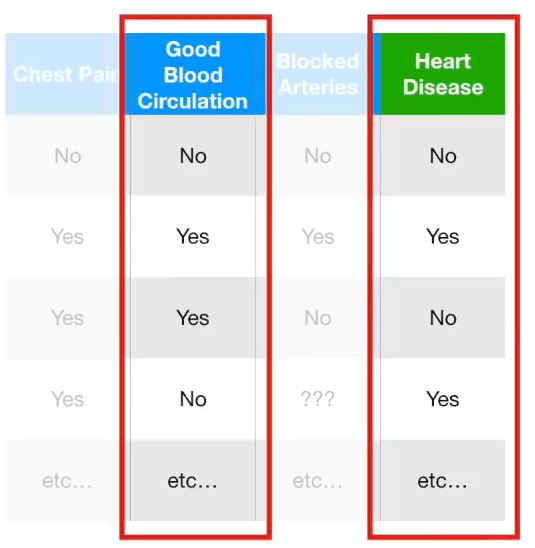 Chest Pain Good Blood Circulation Blocked Arteries Heart Disease
No No No No
Yes Yes Yes Yes
Yes Yes No No
Yes No ??? Yes
etc... etc... etc... etc...